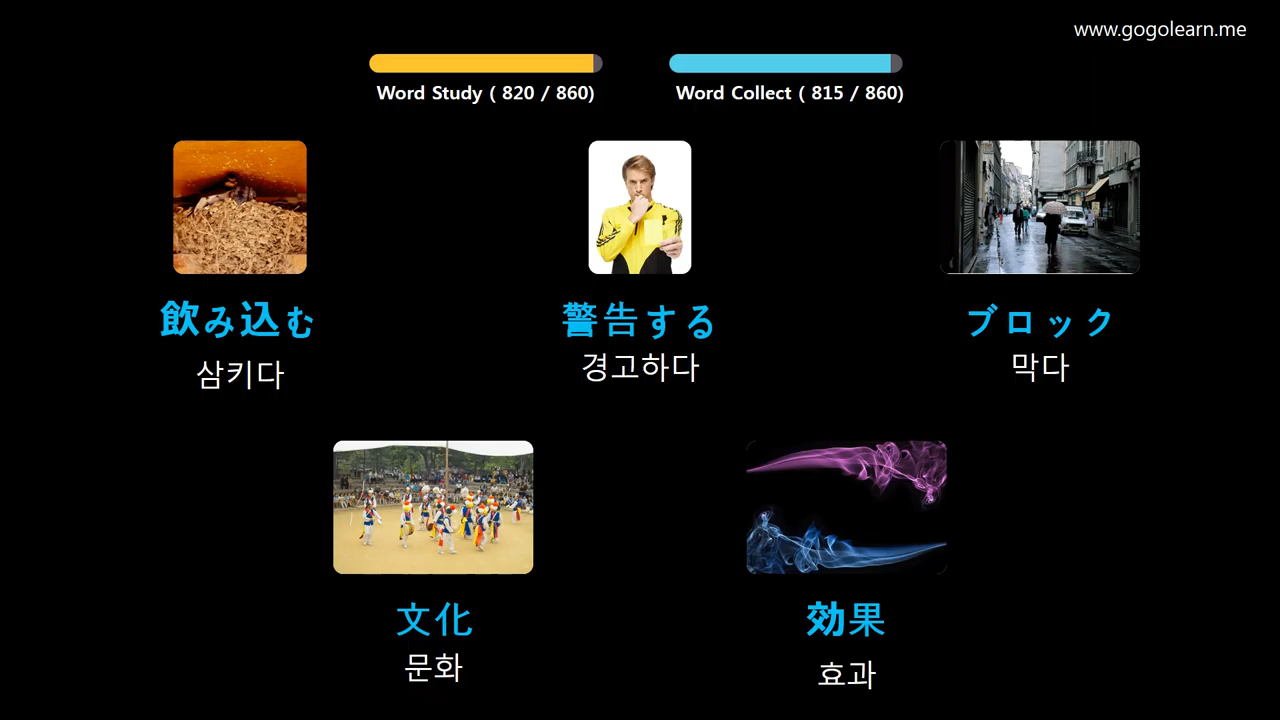 www.gogolearn.me
Word Study ( 820 / 860)
Word Collect ( 815 / 860)
飲み込む
삼키다
警告する
경고하다
ブロック
막다
文化
문화
効果
효과